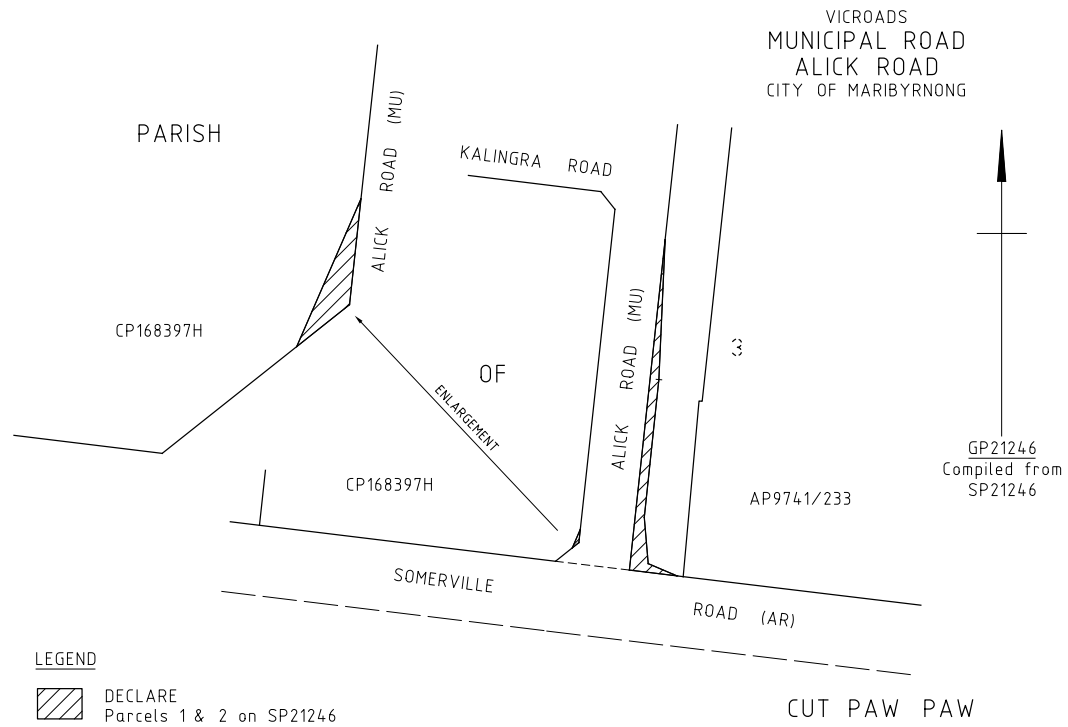 VICROADS
MUNICIPAL ROAD
ALICK ROAD
CITY OF MARIBYRNONG
PARISH
ALICK ROAD (MU)
KALINGRA ROAD
CP168397H
OF
ENLARGEMENT
ALICK ROAD (MU)
3
GP21246
Compiled from
SP21246
CP168397H
AP9741/233
SOMERVILLE ROAD (AR)
LEGEND
DECLARE
Parcels 1 & 2 on SP21246
CUT PAW PAW